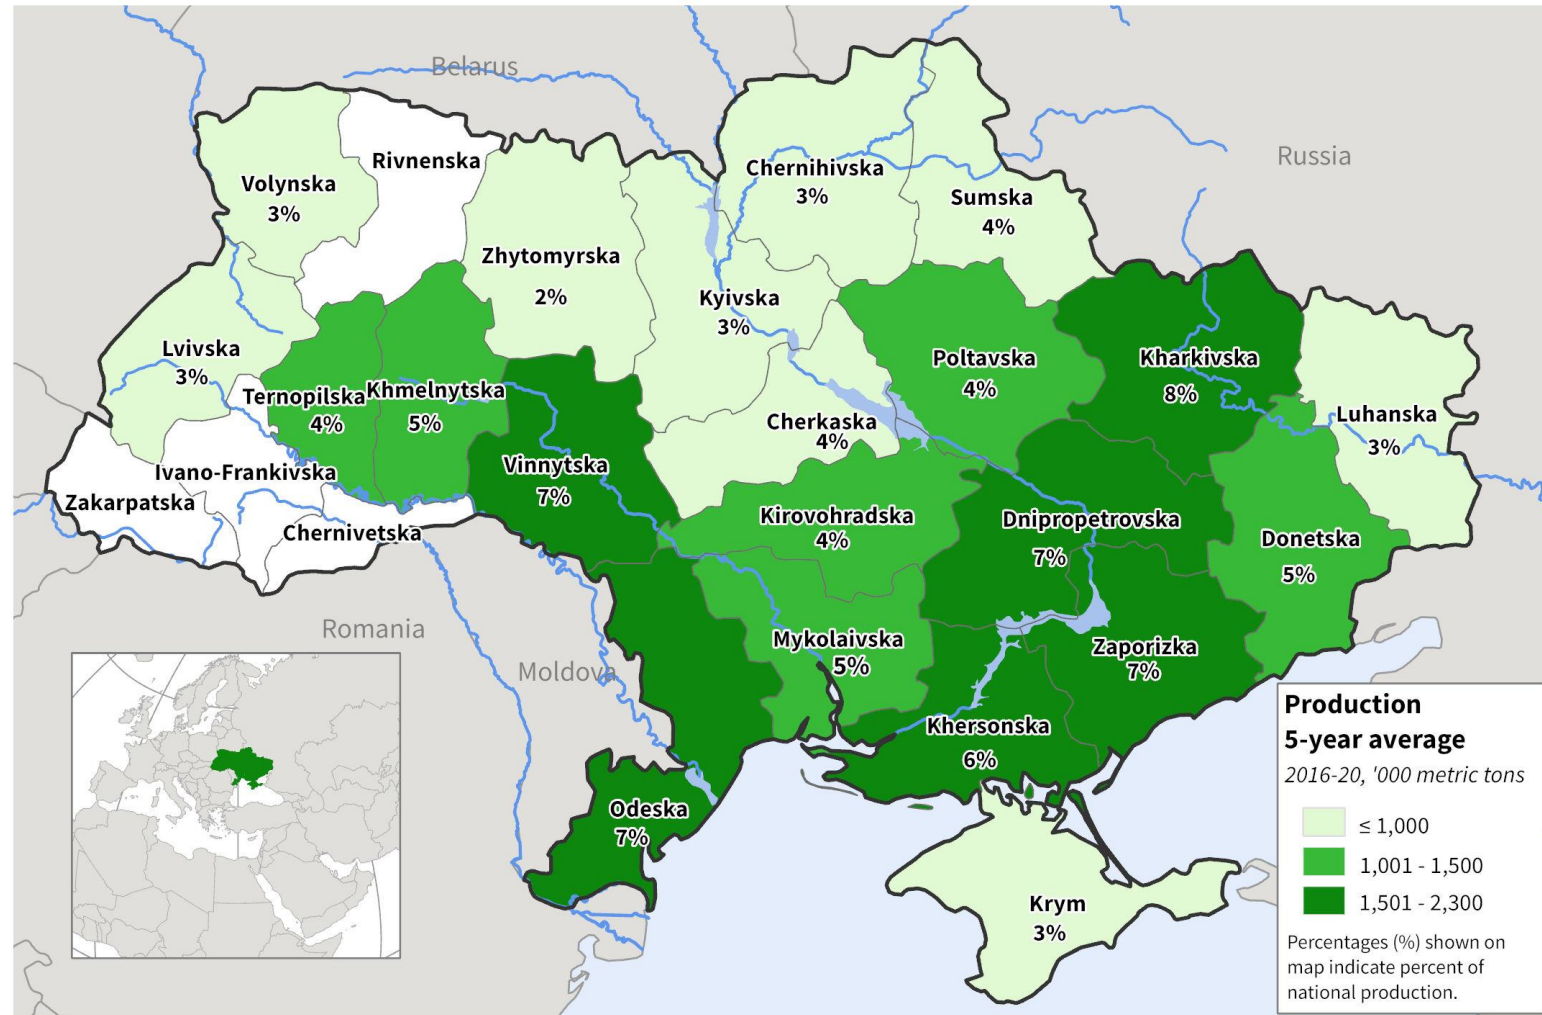 Belarus
Russia
Rivnenska
Volynska
3%
Chernihivska
3%
Sumska
4%
Zhytomyrska
2%
Kyivska
3%
Lvivska
3%
Ternopilska
4%
Khmelnytska
5%
Poltavska
4%
Kharkivska
8%
Cherkaska
4%
Luhanska
3%
Vinnytska
7%
Ivano-Frankivska
Zakarpatska
Chernivetska
Kirovohradska
4%
Dnipropetrovska
7%
Donetska
5%
Romania
Moldova
Mykolaivska
5%
Zaporizka
7%
Khersonska
6%
Odeska
7%
Krym
3%
Production
5-year average
2016-20, '000 metric tons
≤ 1,000
1,001 - 1,500
1,501 - 2,300
Percentages (%) shown on
map indicate percent of
national production.